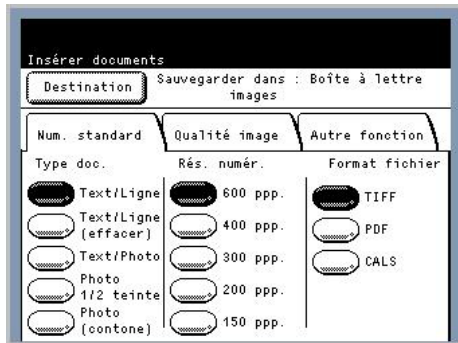 Insérer documents
Destination
Sauvegarder dans : Boîte à lettre
images
Num. standard
Qualité image
Autre fonction
Type doc.
Text/Ligne
Text/Ligne
(effacer)
Text/Photo
Photo
1/2 teinte
Photo
(contone)
Rés. numér.
600 ppp.
400 ppp.
300 ppp.
200 ppp.
150 ppp.
Format fichier
TIFF
PDF
CALS